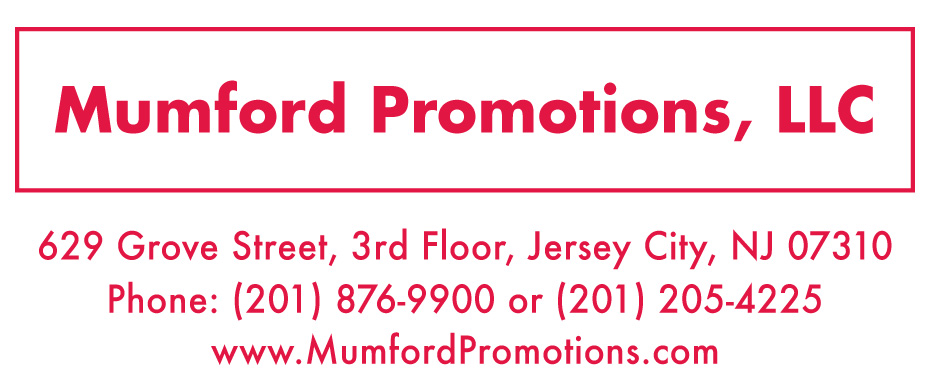 Mumford Promotions, LLC
629 Grove Street, 3rd Floor, Jersey City, NJ 07310
Phone: (201) 876-9900 or (201) 205-4225
www.MumfordPromotions.com